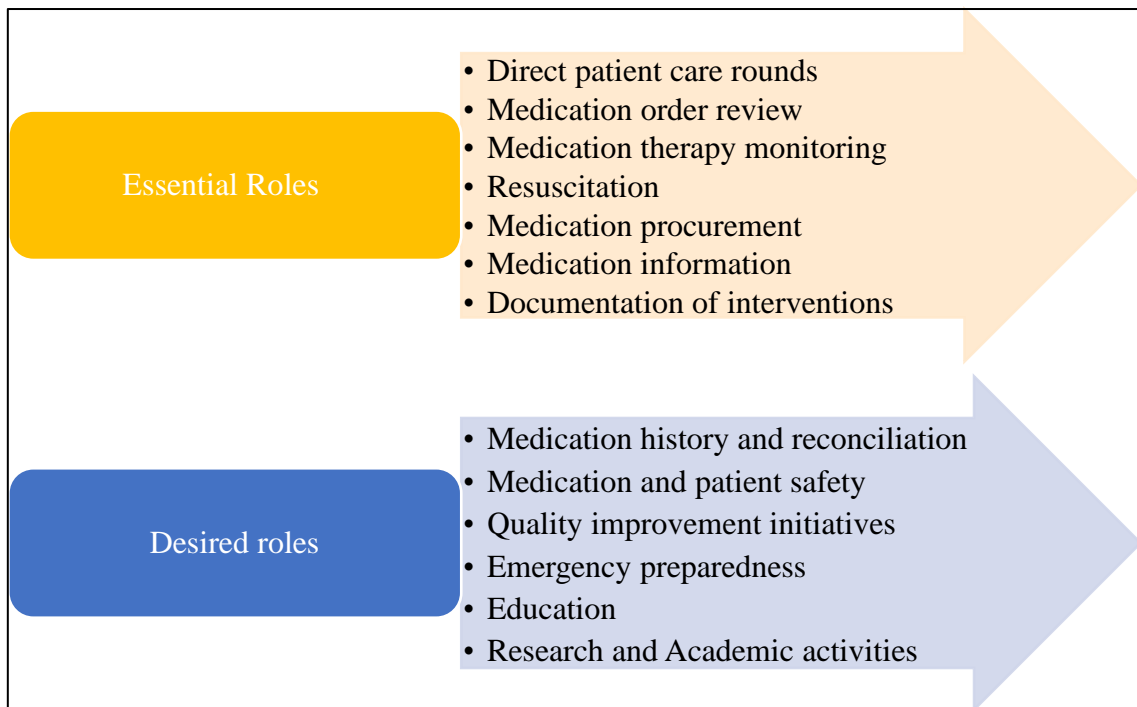 Essential Roles
• Direct patient care rounds
• Medication order review
• Medication therapy monitoring
• Resuscitation
• Medication procurement
• Medication information
• Documentation of interventions
Desired roles
• Medication history and reconciliation
• Medication and patient safety
• Quality improvement initiatives
• Emergency preparedness
• Education
• Research and Academic activities